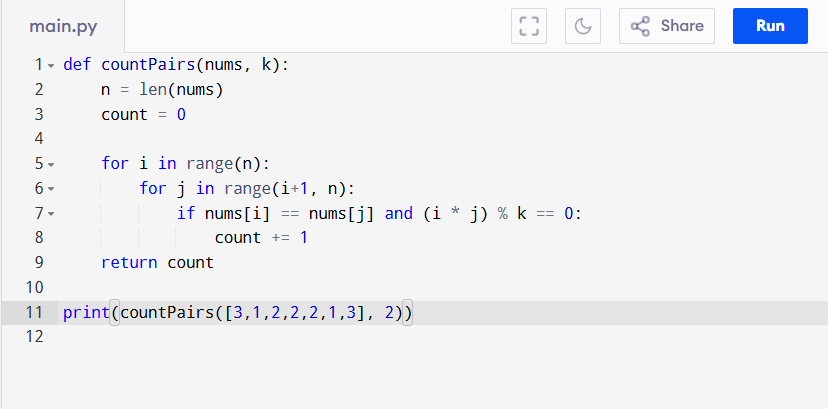 main.py Share Run
1 def countPairs(nums, k):
2     n = len(nums)
3     count = 0
4
5     for i in range(n):
6         for j in range(i+1, n):
7             if nums[i] == nums[j] and (i * j) % k == 0:
8                 count += 1
9     return count
10
11 print(countPairs([3,1,2,2,2,1,3], 2))
12